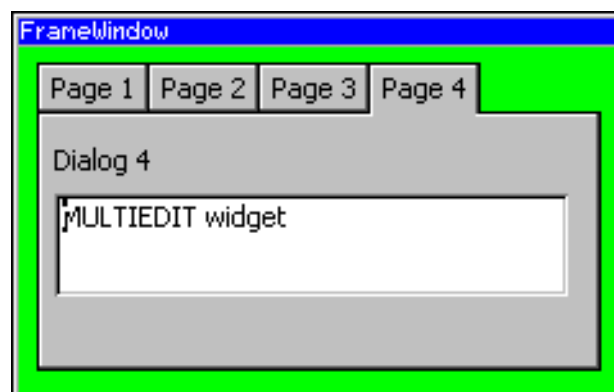 FrameWindow
Page 1 Page 2 Page 3 Page 4
Dialog 4
MULTIEDIT widget